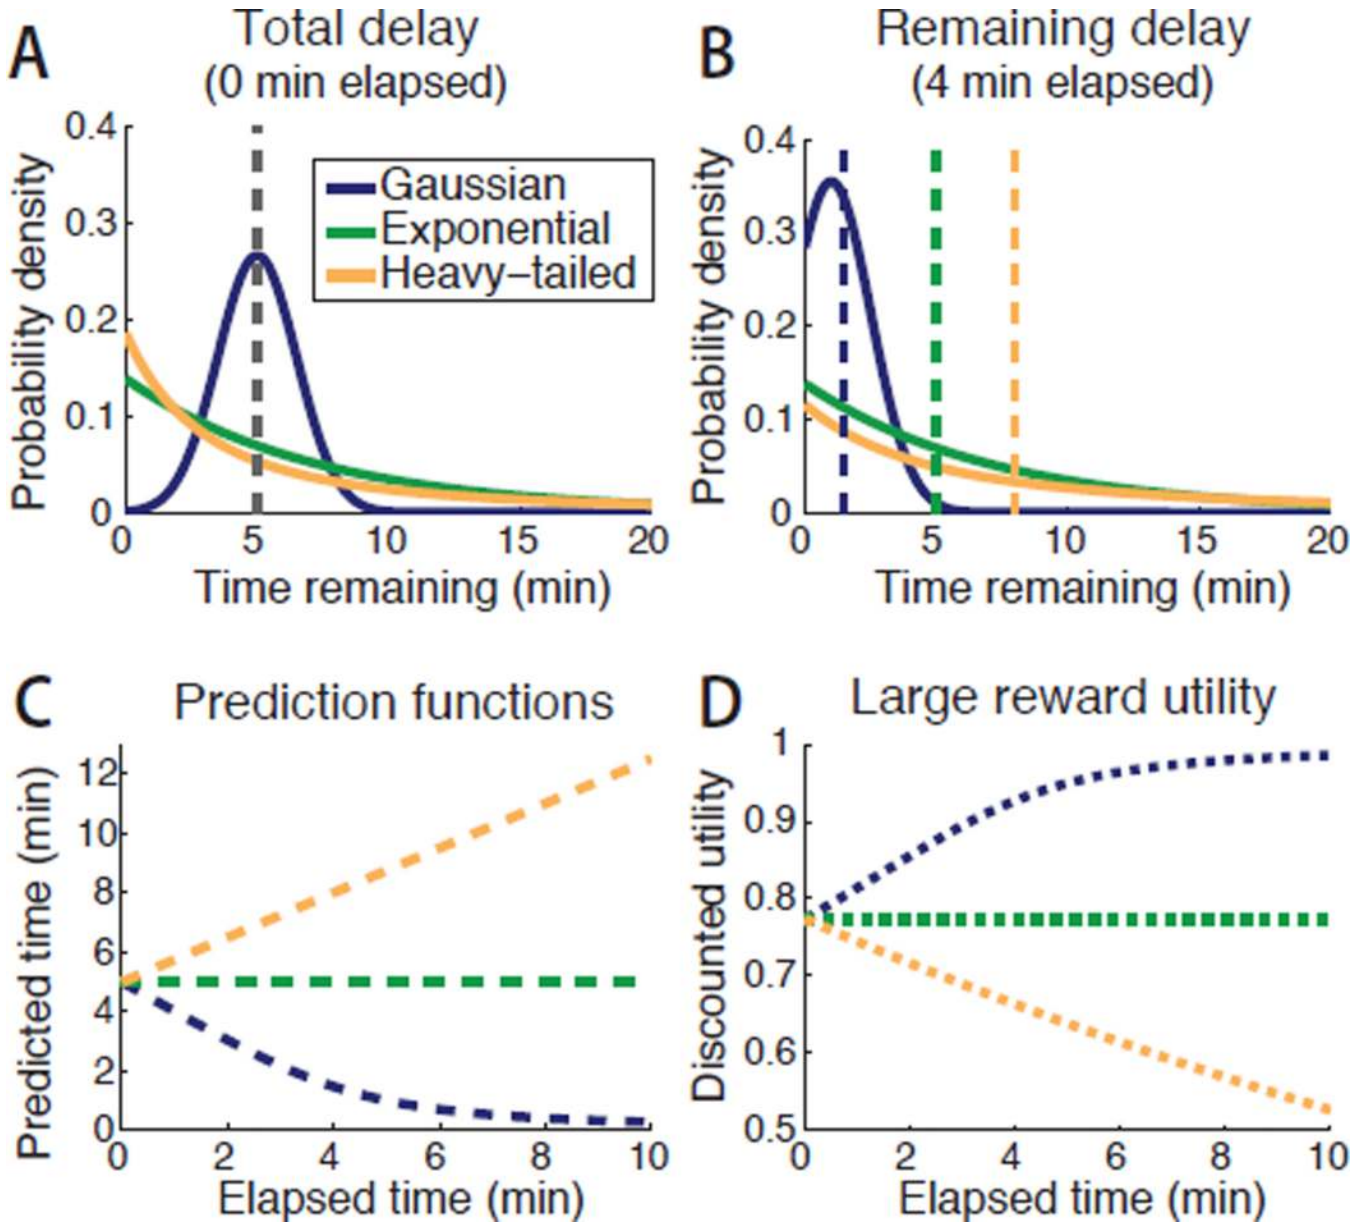 A
Total delay
(0 min elapsed)
Probability density
0.4
0.3
0.2
0.1
0
Gaussian
Exponential
Heavy-tailed
0 5 10 15 20
Time remaining (min)
B
Remaining delay
(4 min elapsed)
Probability density
0.4
0.3
0.2
0.1
0
0 5 10 15 20
Time remaining (min)
C
Prediction functions
Predicted time (min)
12
10
8
6
4
2
0
0 2 4 6 8 10
Elapsed time (min)
D
Large reward utility
Discounted utility
1
0.9
0.8
0.7
0.6
0.5
0 2 4 6 8 10
Elapsed time (min)